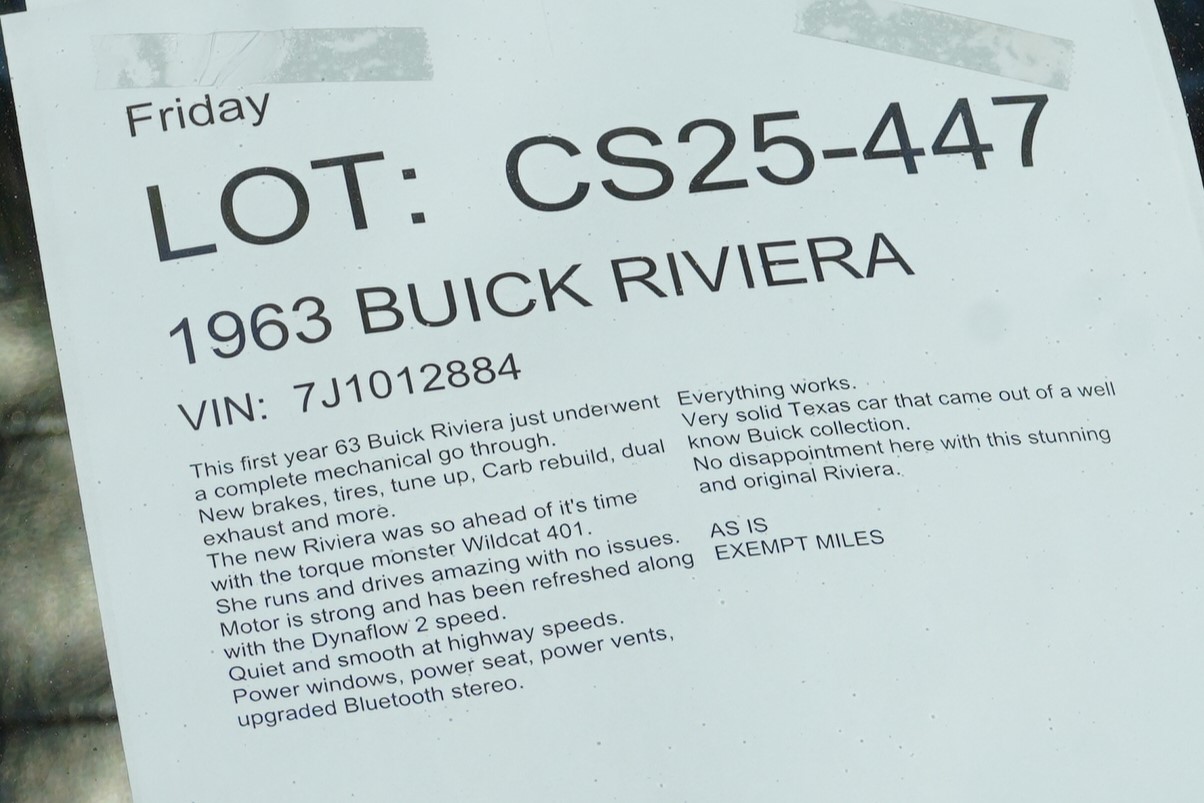 Friday
LOT: CS25-447
1963 BUICK RIVIERA
VIN: 7J1012884
This first year 63 Buick Riviera just underwent
a complete mechanical go through.
New brakes, tires, tune up, Carb rebuild, dual
exhaust and more.
The new Riviera was so ahead of it's time
with the torque monster Wildcat 401.
She runs and drives amazing with no issues.
Motor is strong and has been refreshed along
with the Dynaflow 2 speed.
Quiet and smooth at highway speeds.
Power windows, power seat, power vents,
upgraded Bluetooth stereo.
Everything works.
Very solid Texas car that came out of a well
know Buick collection.
No disappointment here with this stunning
and original Riviera.
AS IS
EXEMPT MILES